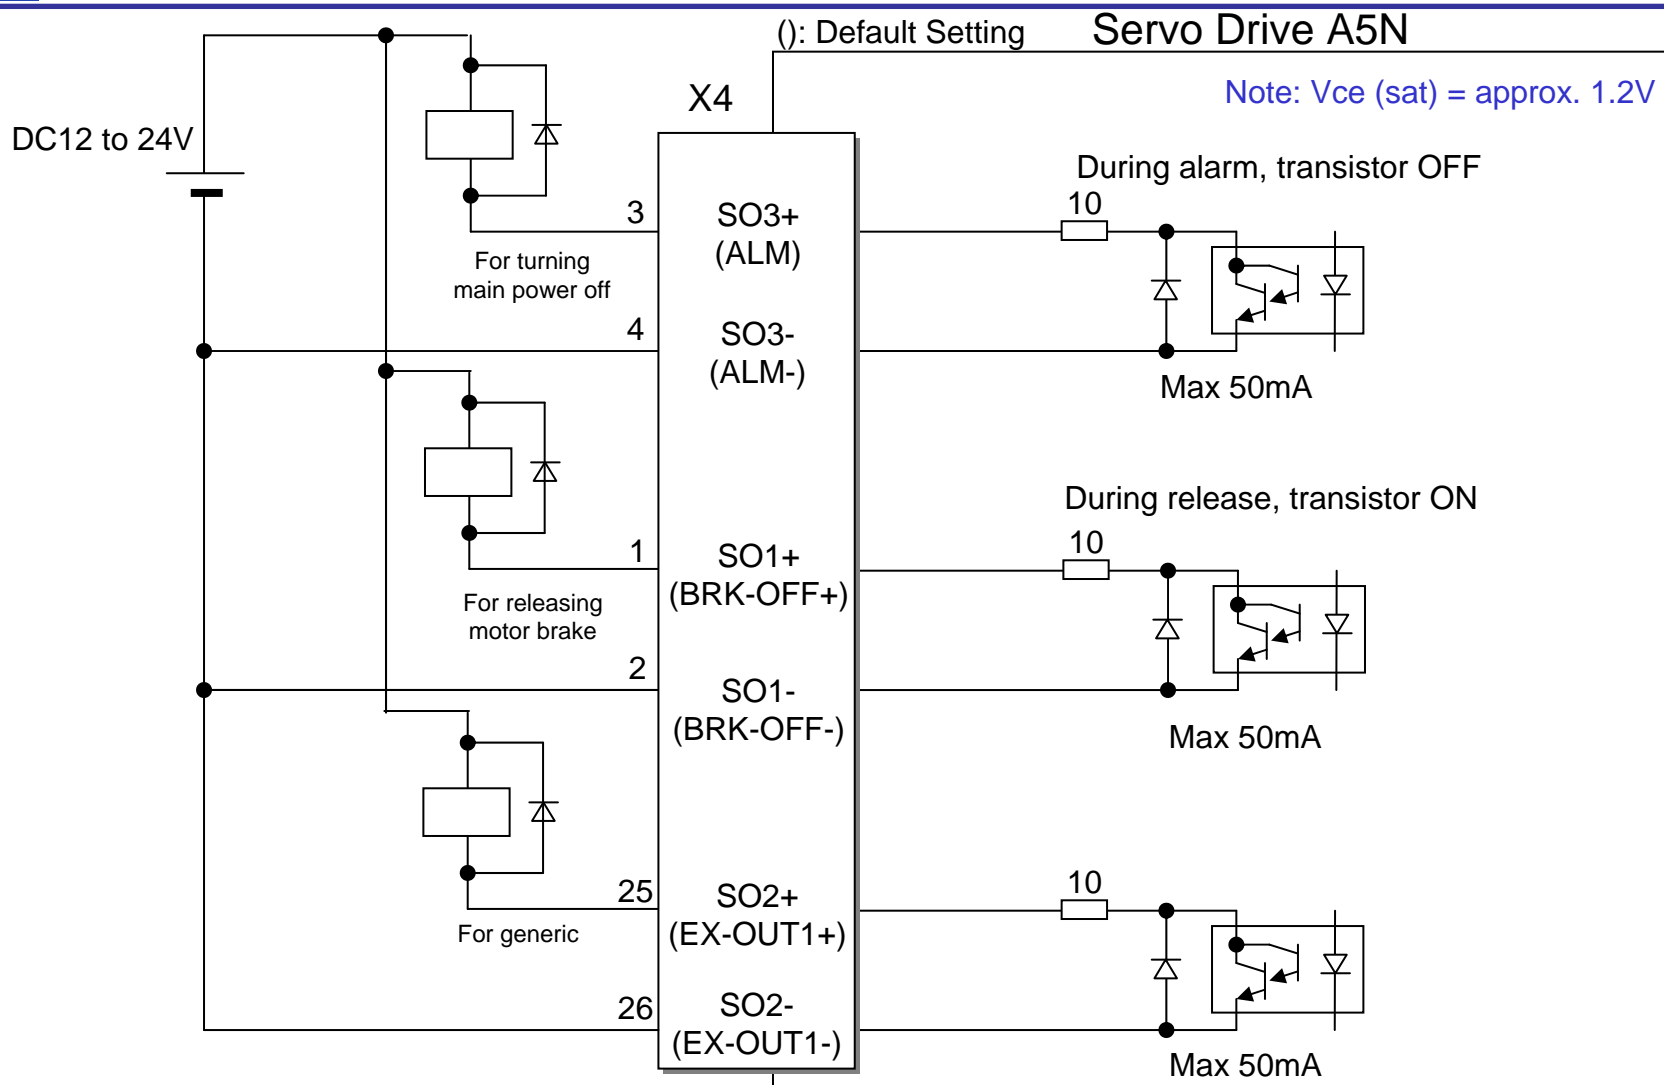 (): Default Setting
Servo Drive A5N
Note: Vce (sat) = approx. 1.2V
X4
DC12 to 24V
During alarm, transistor OFF
10
3
SO3+
(ALM)
For turning
main power off
4
SO3-
(ALM-)
Max 50mA
During release, transistor ON
10
1
SO1+
(BRK-OFF+)
For releasing
motor brake
2
SO1-
(BRK-OFF-)
Max 50mA
10
25
SO2+
(EX-OUT1+)
For generic
26
SO2-
(EX-OUT1-)
Max 50mA